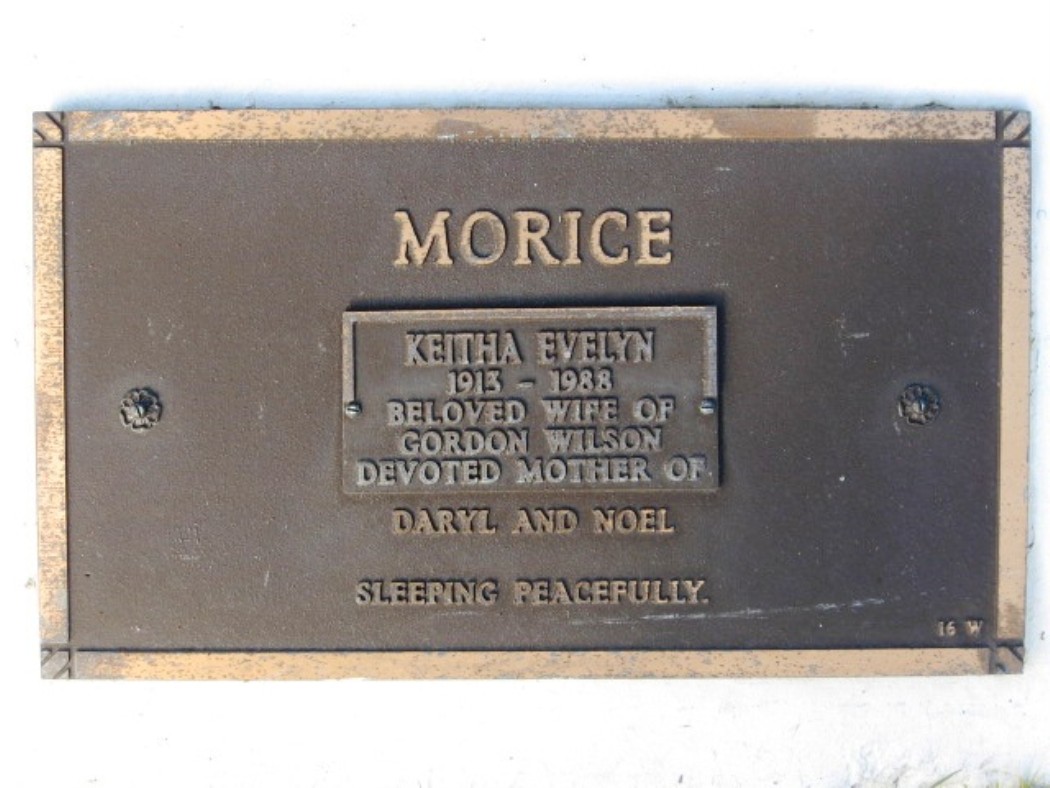 MORICE
KEITHA EVELYN
1913 - 1988
BELOVED WIFE OF
GORDON WILSON
DEVOTED MOTHER OF
DARYL AND NOEL
SLEEPING PEACEFULLY.
16 W